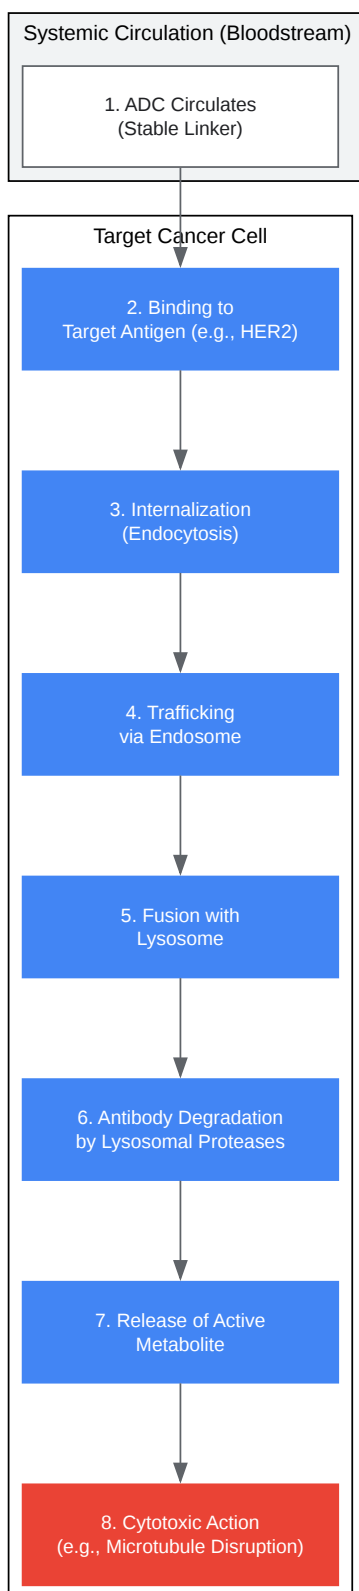 Systemic Circulation (Bloodstream)
1. ADC Circulates
(Stable Linker)
Target Cancer Cell
2. Binding to
Target Antigen (e.g., HER2)
3. Internalization
(Endocytosis)
4. Trafficking
via Endosome
5. Fusion with
Lysosome
6. Antibody Degradation
by Lysosomal Proteases
7. Release of Active
Metabolite
8. Cytotoxic Action
(e.g., Microtubule Disruption)